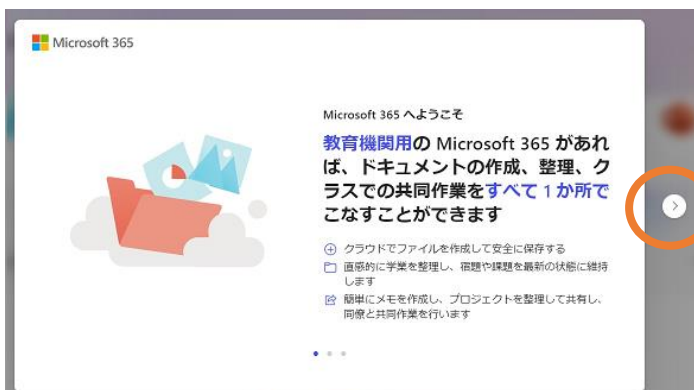 Microsoft 365
Microsoft 365 へようこそ
教育機関用の Microsoft 365 があれ
ば、ドキュメントの作成、整理、ク
ラスでの共同作業をすべて 1 か所で
こなすことができます
クラウドでファイルを作成して安全に保存する
直感的に学業を整理し、宿題や課題を最新の状態に維持
します
簡単にメモを作成し、プロジェクトを整理して共有し、
同僚と共同作業を行います